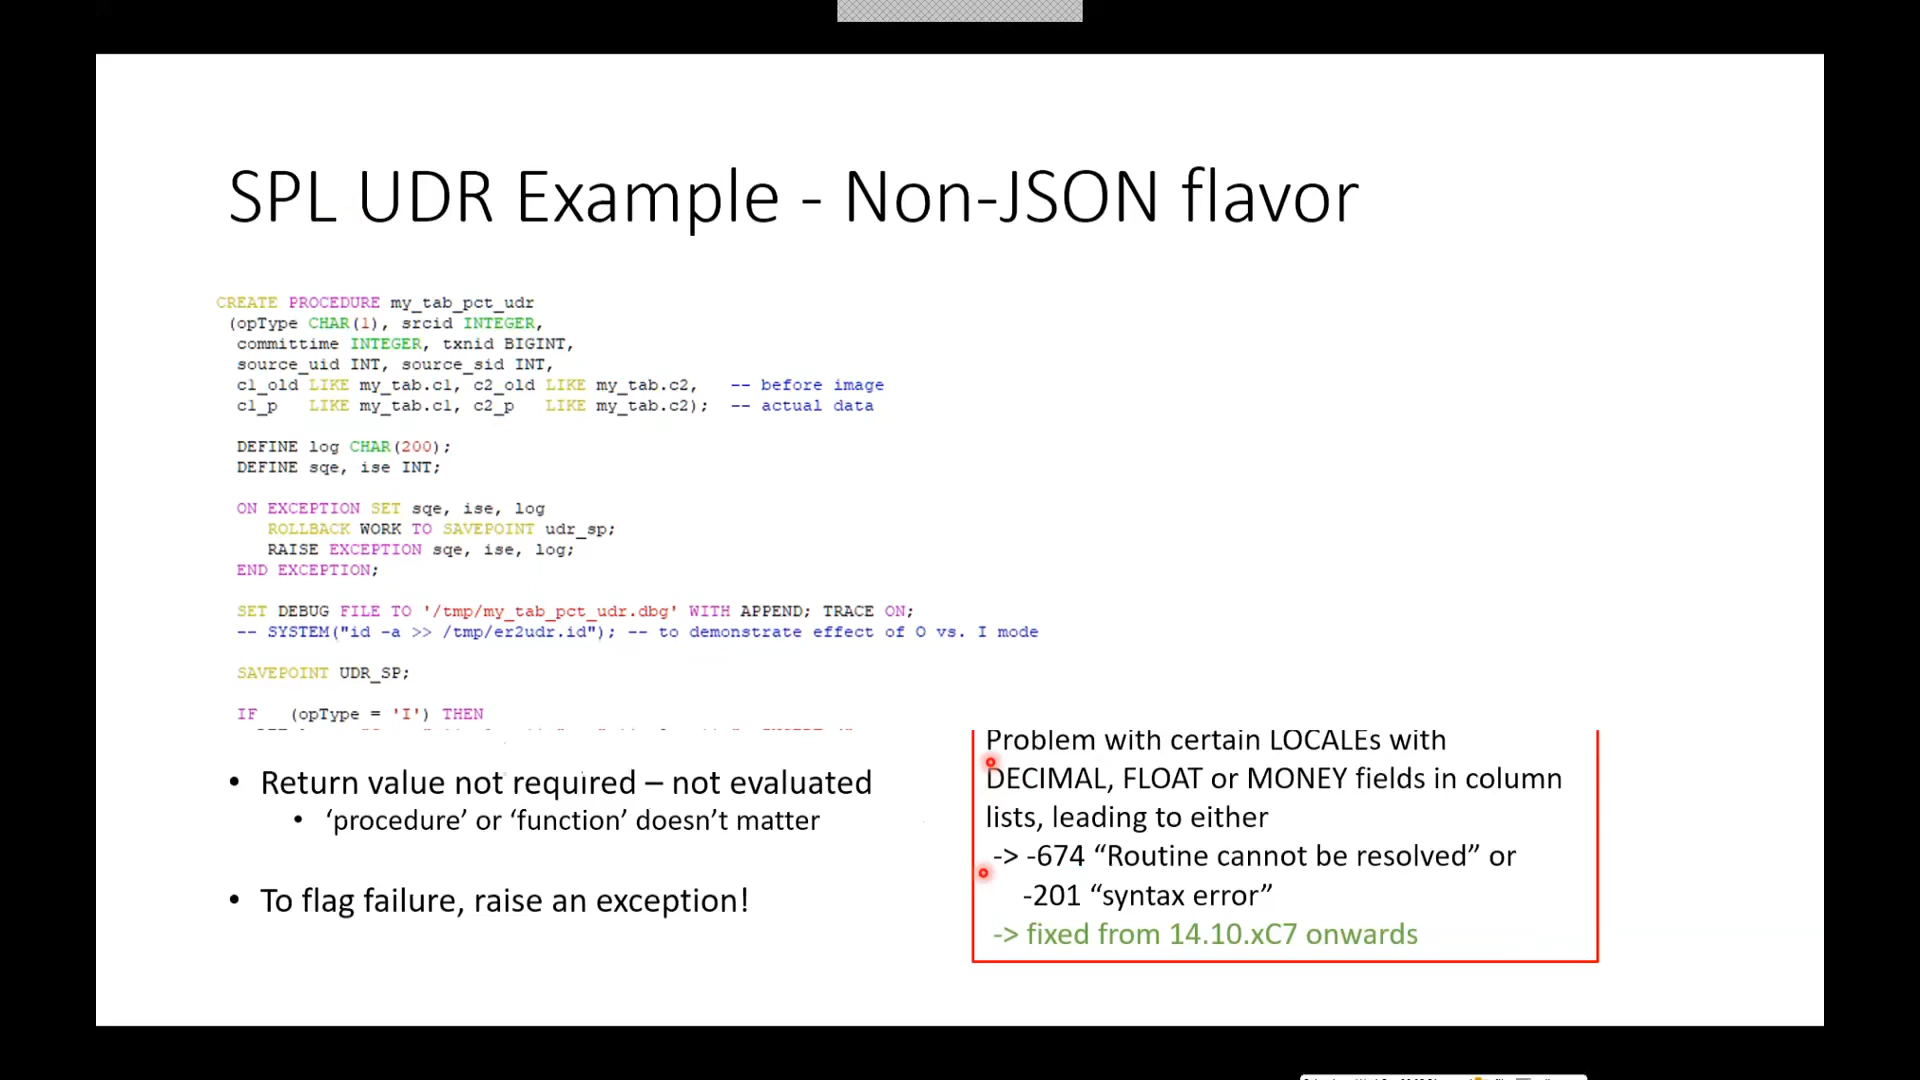 SPL UDR Example - Non-JSON flavor
CREATE PROCEDURE my_tab_pct_udr
(opType CHAR(1), srcid INTEGER,
committime INTEGER, txnid BIGINT,
source_uid INT, source_sid INT,
c1_old LIKE my_tab.c1, c2_old LIKE my_tab.c2, -- before image
c1_p LIKE my_tab.c1, c2_p LIKE my_tab.c2); -- actual data
DEFINE log CHAR(200);
DEFINE sqe, ise INT;
ON EXCEPTION SET sqe, ise, log
ROLLBACK WORK TO SAVEPOINT udr_sp;
RAISE EXCEPTION sqe, ise, log;
END EXCEPTION;
SET DEBUG FILE TO '/tmp/my_tab_pct_udr.dbg' WITH APPEND; TRACE ON;
-- SYSTEM("id -a >> /tmp/er2udr.id"); -- to demonstrate effect of O vs. I mode
SAVEPOINT UDR_SP;
IF (opType = 'I') THEN
• Return value not required – not evaluated
• ‘procedure’ or ‘function’ doesn’t matter
• To flag failure, raise an exception!
Problem with certain LOCALEs with
DECIMAL, FLOAT or MONEY fields in column
lists, leading to either
-> -674 “Routine cannot be resolved” or
-201 “syntax error”
-> fixed from 14.10.xC7 onwards